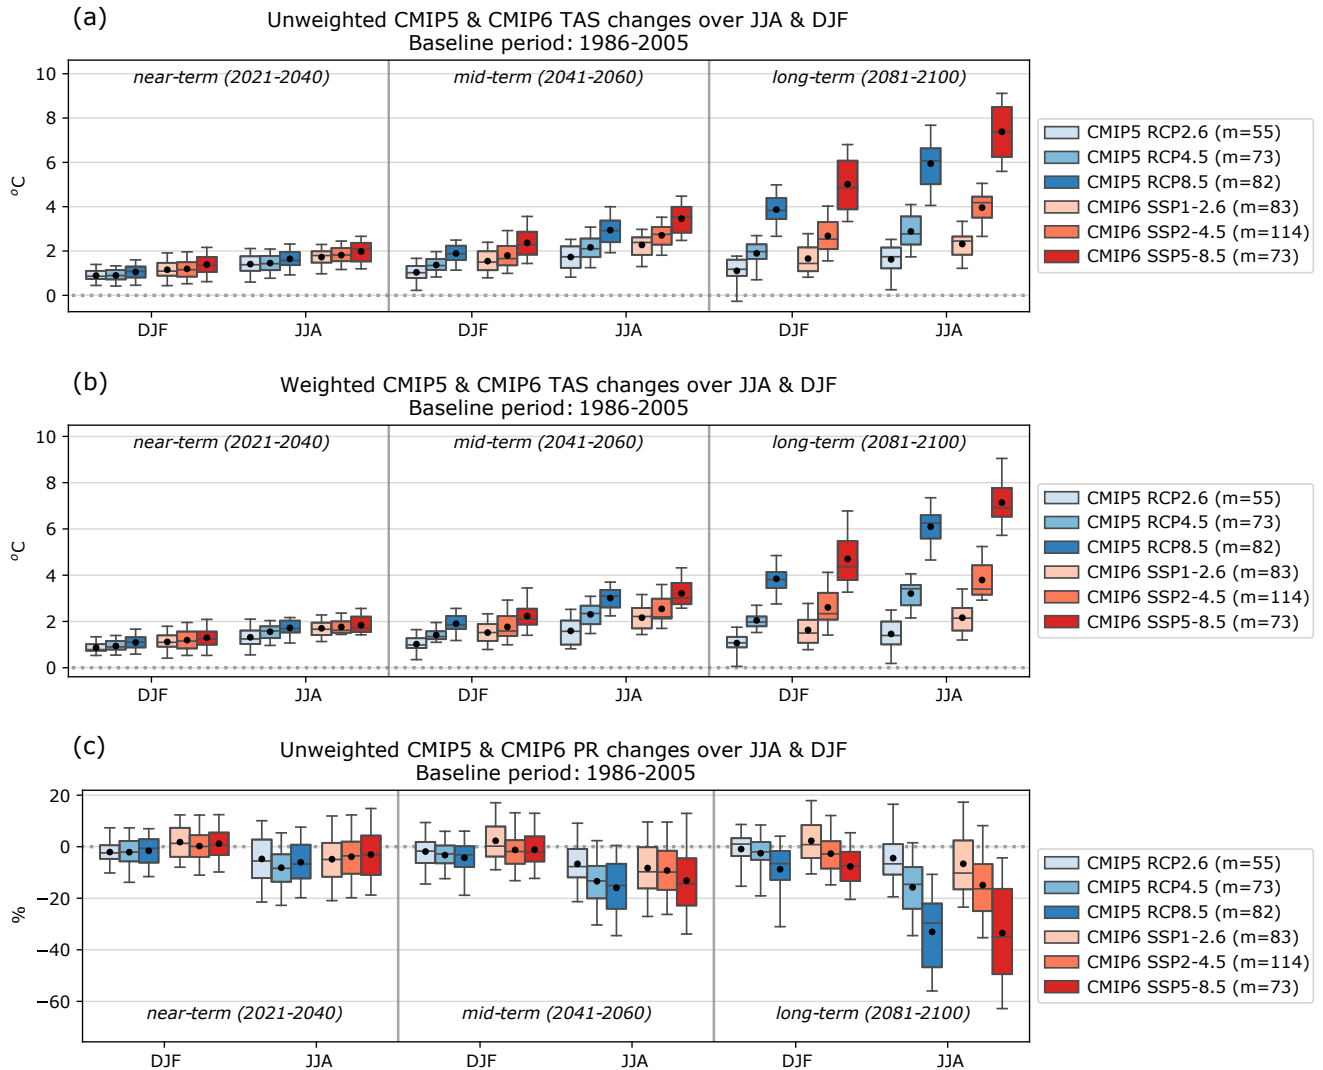 (a)
Unweighted CMIP5 & CMIP6 TAS changes over JJA & DJF
Baseline period: 1986-2005
near-term (2021-2040)
mid-term (2041-2060)
long-term (2081-2100)
10
8
6
4
2
0
°C
DJF
JJA
DJF
JJA
DJF
JJA
CMIP5 RCP2.6 (m=55)
CMIP5 RCP4.5 (m=73)
CMIP5 RCP8.5 (m=82)
CMIP6 SSP1-2.6 (m=83)
CMIP6 SSP2-4.5 (m=114)
CMIP6 SSP5-8.5 (m=73)
(b)
Weighted CMIP5 & CMIP6 TAS changes over JJA & DJF
Baseline period: 1986-2005
near-term (2021-2040)
mid-term (2041-2060)
long-term (2081-2100)
10
8
6
4
2
0
°C
DJF
JJA
DJF
JJA
DJF
JJA
CMIP5 RCP2.6 (m=55)
CMIP5 RCP4.5 (m=73)
CMIP5 RCP8.5 (m=82)
CMIP6 SSP1-2.6 (m=83)
CMIP6 SSP2-4.5 (m=114)
CMIP6 SSP5-8.5 (m=73)
(c)
Unweighted CMIP5 & CMIP6 PR changes over JJA & DJF
Baseline period: 1986-2005
20
0
−20
−40
−60
%
near-term (2021-2040)
mid-term (2041-2060)
long-term (2081-2100)
DJF
JJA
DJF
JJA
DJF
JJA
CMIP5 RCP2.6 (m=55)
CMIP5 RCP4.5 (m=73)
CMIP5 RCP8.5 (m=82)
CMIP6 SSP1-2.6 (m=83)
CMIP6 SSP2-4.5 (m=114)
CMIP6 SSP5-8.5 (m=73)